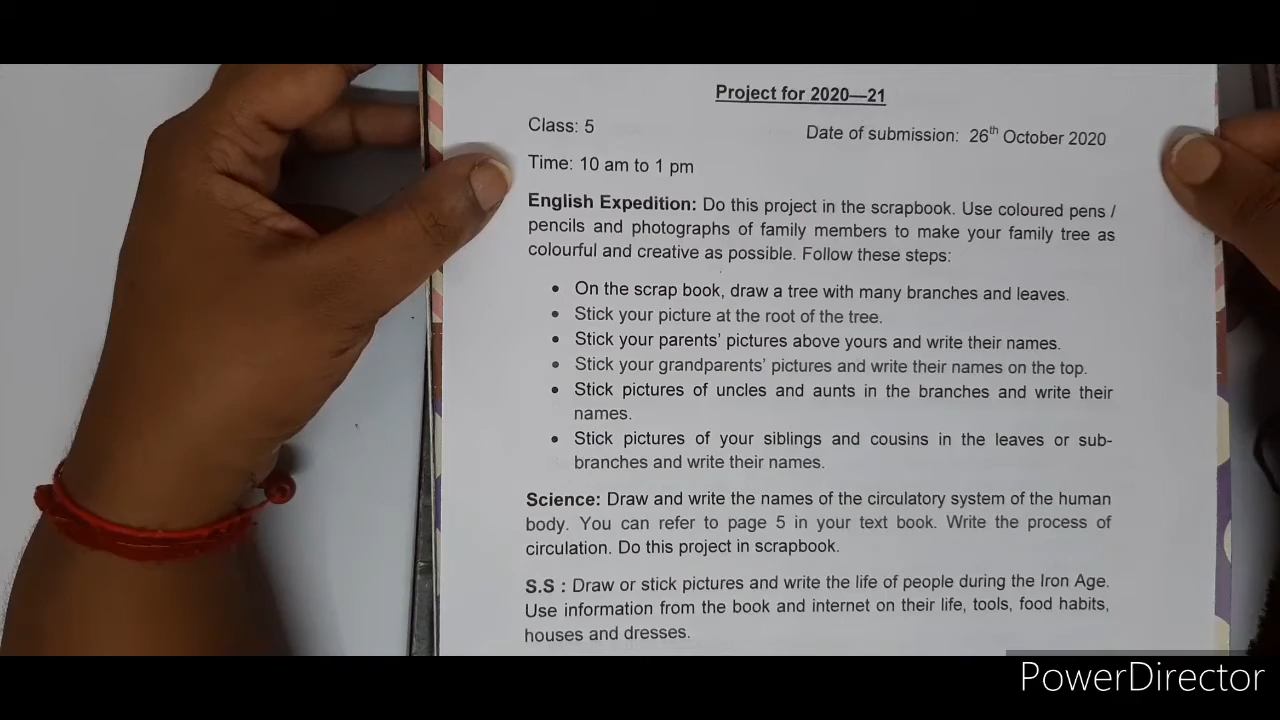 Project for 2020—21
Class: 5 Date of submission: 26th October 2020
Time: 10 am to 1 pm
English Expedition: Do this project in the scrapbook. Use coloured pens /
pencils and photographs of family members to make your family tree as
colourful and creative as possible. Follow these steps:
• On the scrap book, draw a tree with many branches and leaves.
• Stick your picture at the root of the tree.
• Stick your parents' pictures above yours and write their names.
• Stick your grandparents' pictures and write their names on the top.
• Stick pictures of uncles and aunts in the branches and write their
names.
• Stick pictures of your siblings and cousins in the leaves or sub-
branches and write their names.
Science: Draw and write the names of the circulatory system of the human
body. You can refer to page 5 in your text book. Write the process of
circulation. Do this project in scrapbook.
S.S : Draw or stick pictures and write the life of people during the Iron Age.
Use information from the book and internet on their life, tools, food habits,
houses and dresses.
PowerDirector